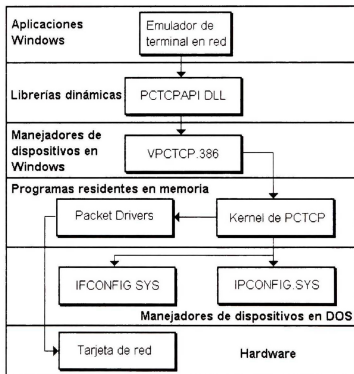 Aplicaciones
Windows
Emulador de
terminal en red
Librerías dinámicas
PCTCPAPI DLL
Manejadores de
dispositivos en
Windows
VPCTCP.386
Programas residentes en memoria
Packet Drivers
Kernel de PCTCP
IFCONFIG SYS
IPCONFIG.SYS
Manejadores de dispositivos en DOS
Tarjeta de red
Hardware